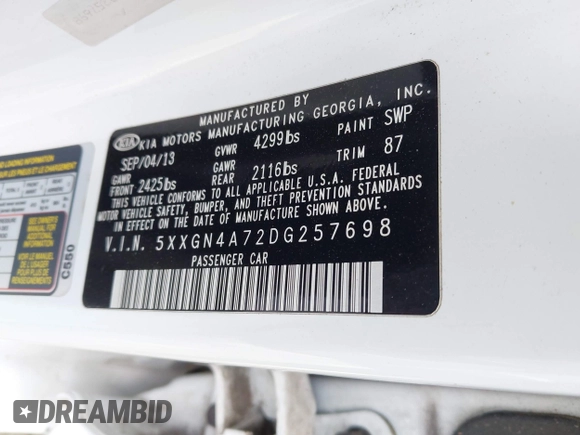 MANUFACTURED BY
KIA KIA MOTORS MANUFACTURING GEORGIA, INC.
SEP/04/13 GVWR 4299lbs PAINT SWP
GAWR FRONT 2425lbs GAWR REAR 2116lbs TRIM 87
THIS VEHICLE CONFORMS TO ALL APPLICABLE U.S.A. FEDERAL
MOTOR VEHICLE SAFETY, BUMPER, AND THEFT PREVENTION STANDARDS
IN EFFECT ON THE DATE OF MANUFACTURE SHOWN ABOVE.
V.I.N. 5XXGN4A72DG257698
PASSENGER CAR
C550
DREAMBID